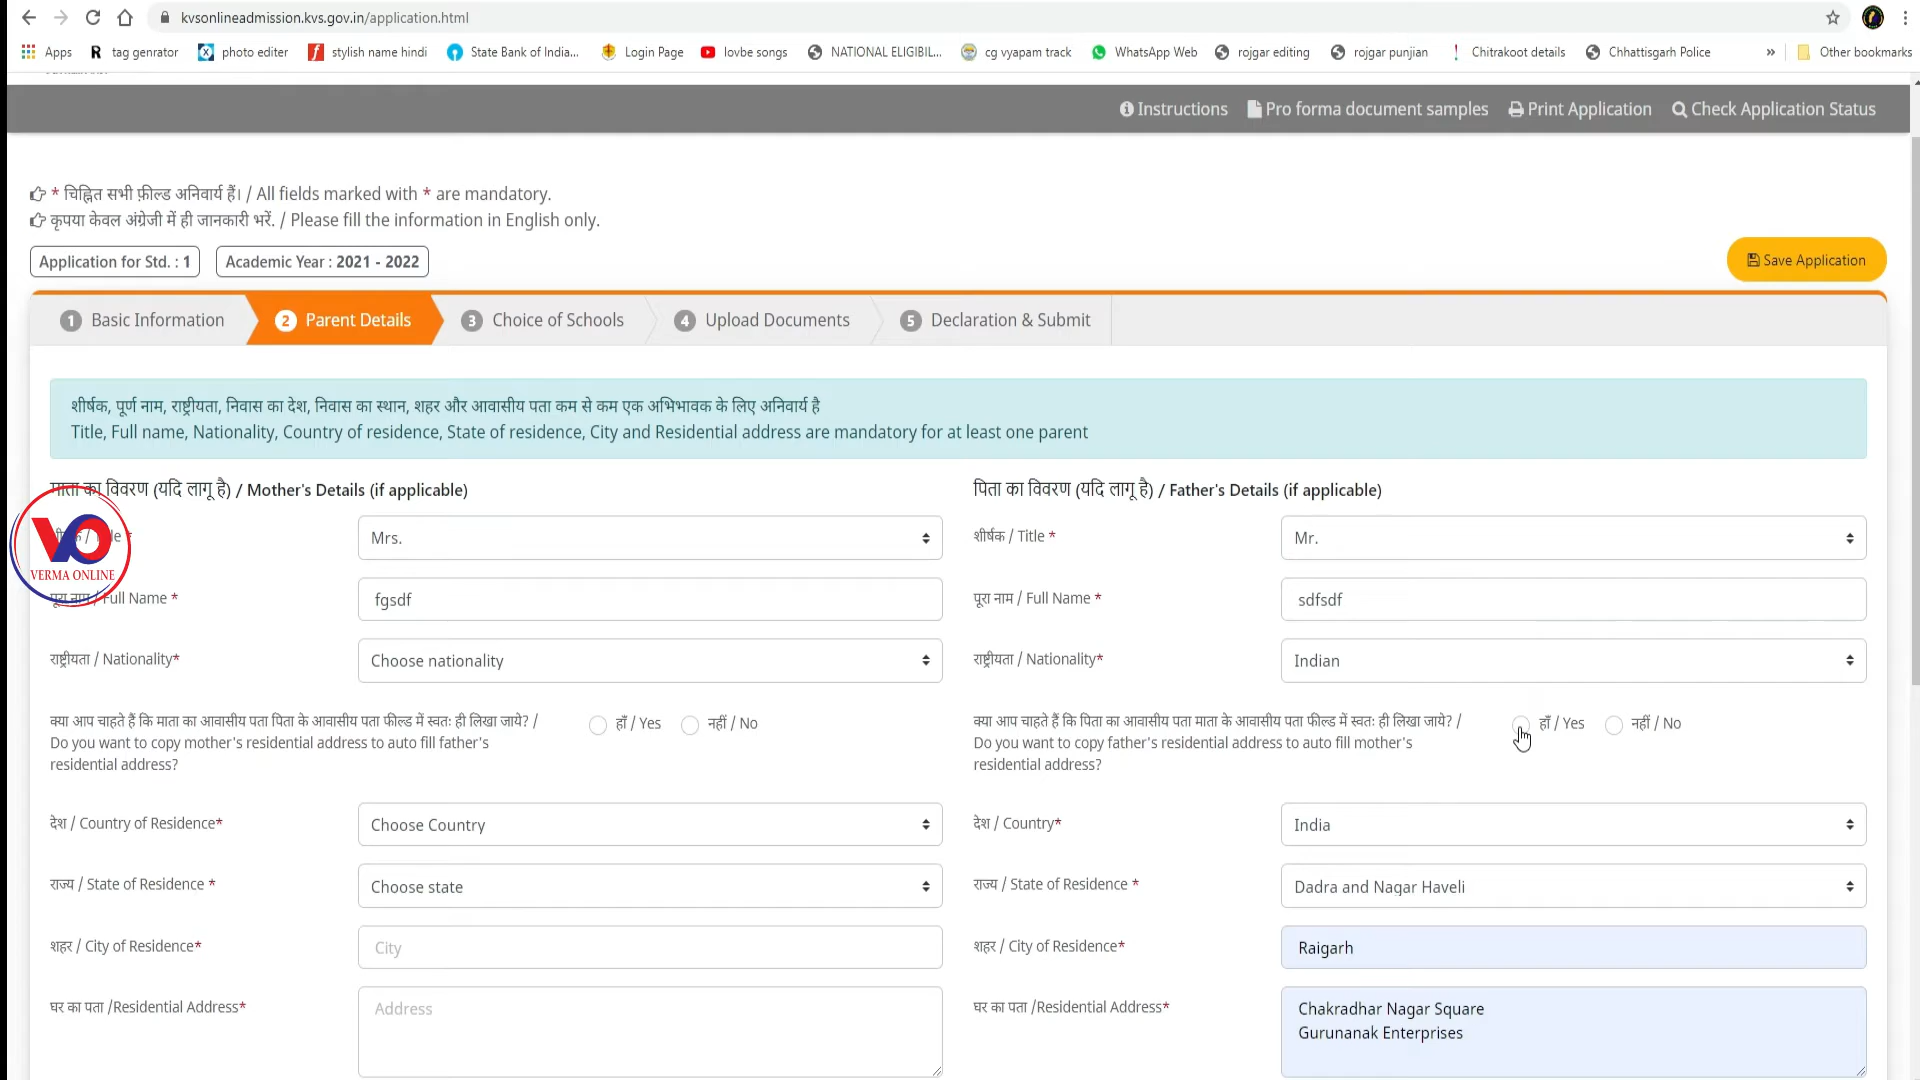 kvsonlineadmission.kvs.gov.in/application.html
Apps
tag genrator
photo editer
stylish name hindi
State Bank of India...
Login Page
lovbe songs
NATIONAL ELIGIBIL...
cg vyapam track
WhatsApp Web
rojgar editing
rojgar punjian
Chitrakoot details
Chhattisgarh Police
»
Other bookmarks
Instructions
Pro forma document samples
Print Application
Check Application Status
* चिह्नित सभी फ़ील्ड अनिवार्य हैं। / All fields marked with * are mandatory.
कृपया केवल अंग्रेजी में ही जानकारी भरें. / Please fill the information in English only.
Application for Std. : 1
Academic Year : 2021 - 2022
Save Application
1 Basic Information
2 Parent Details
3 Choice of Schools
4 Upload Documents
5 Declaration & Submit
शीर्षक, पूर्ण नाम, राष्ट्रीयता, निवास का देश, निवास का स्थान, शहर और आवासीय पता कम से कम एक अभिभावक के लिए अनिवार्य है
Title, Full name, Nationality, Country of residence, State of residence, City and Residential address are mandatory for at least one parent
माता का विवरण (यदि लागू है) / Mother's Details (if applicable)
Mrs.
VO
VERMA ONLINE
पूरा नाम / Full Name *
fgsdf
राष्ट्रीयता / Nationality*
Choose nationality
क्या आप चाहते हैं कि माता का आवासीय पता पिता के आवासीय पता फील्ड में स्वतः ही लिखा जाये? /
Do you want to copy mother's residential address to auto fill father's
residential address?
हाँ / Yes
नहीं / No
देश / Country of Residence*
Choose Country
राज्य / State of Residence *
Choose state
शहर / City of Residence*
City
घर का पता /Residential Address*
Address
पिता का विवरण (यदि लागू है) / Father's Details (if applicable)
शीर्षक / Title *
Mr.
पूरा नाम / Full Name *
sdfsdf
राष्ट्रीयता / Nationality*
Indian
क्या आप चाहते हैं कि पिता का आवासीय पता माता के आवासीय पता फील्ड में स्वतः ही लिखा जाये? /
Do you want to copy father's residential address to auto fill mother's
residential address?
हाँ / Yes
नहीं / No
देश / Country*
India
राज्य / State of Residence *
Dadra and Nagar Haveli
शहर / City of Residence*
Raigarh
घर का पता /Residential Address*
Chakradhar Nagar Square
Gurunanak Enterprises